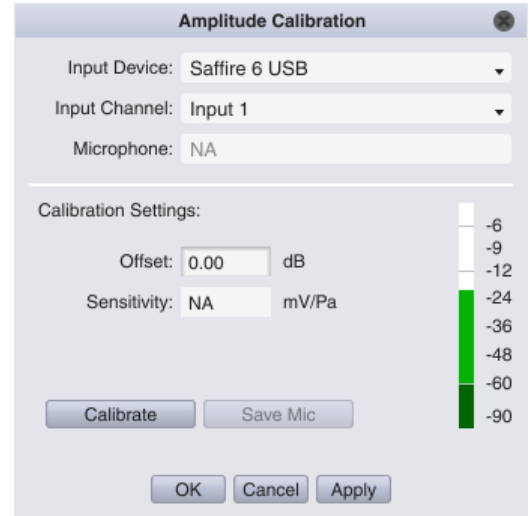 Amplitude Calibration
Input Device: Saffire 6 USB
Input Channel: Input 1
Microphone: NA
Calibration Settings:
Offset: 0.00 dB
Sensitivity: NA mV/Pa
-6
-9
-12
-24
-36
-48
-60
-90
Calibrate Save Mic
OK Cancel Apply